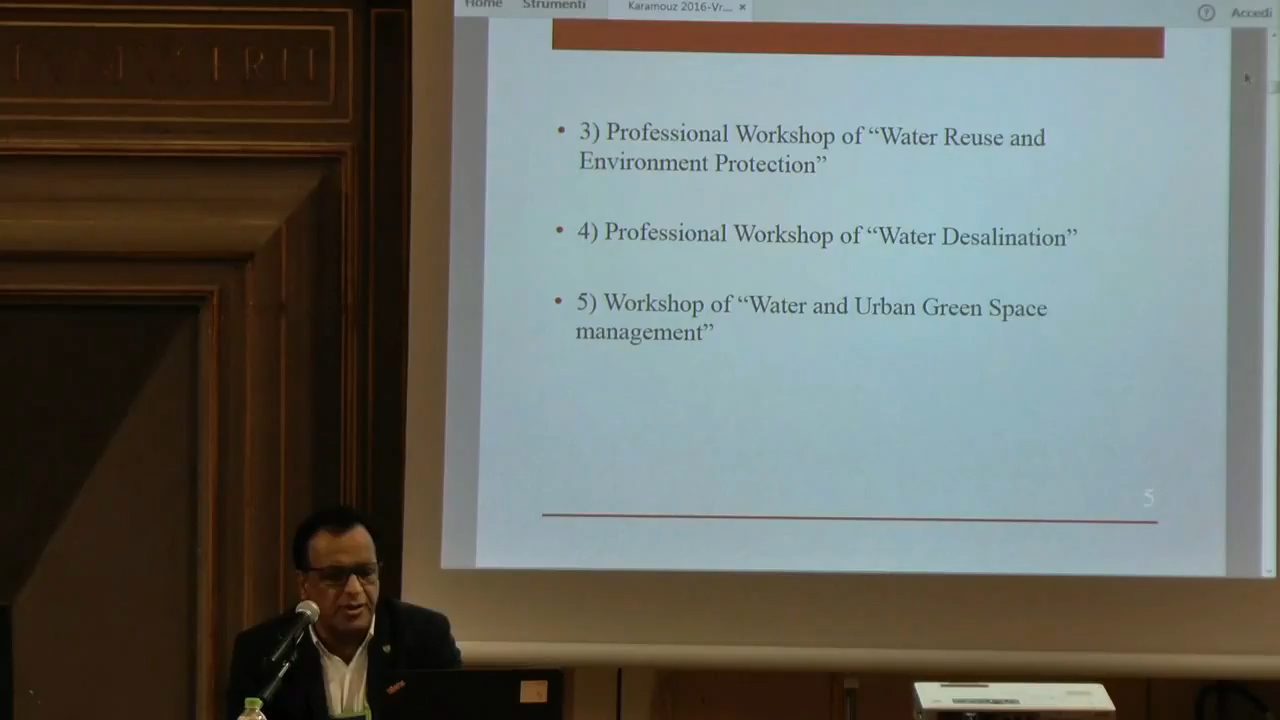 Home Strumenti Karamouz 2016-Vr... × ? Accedi
• 3) Professional Workshop of “Water Reuse and
Environment Protection”
• 4) Professional Workshop of “Water Desalination”
• 5) Workshop of “Water and Urban Green Space
management”
5